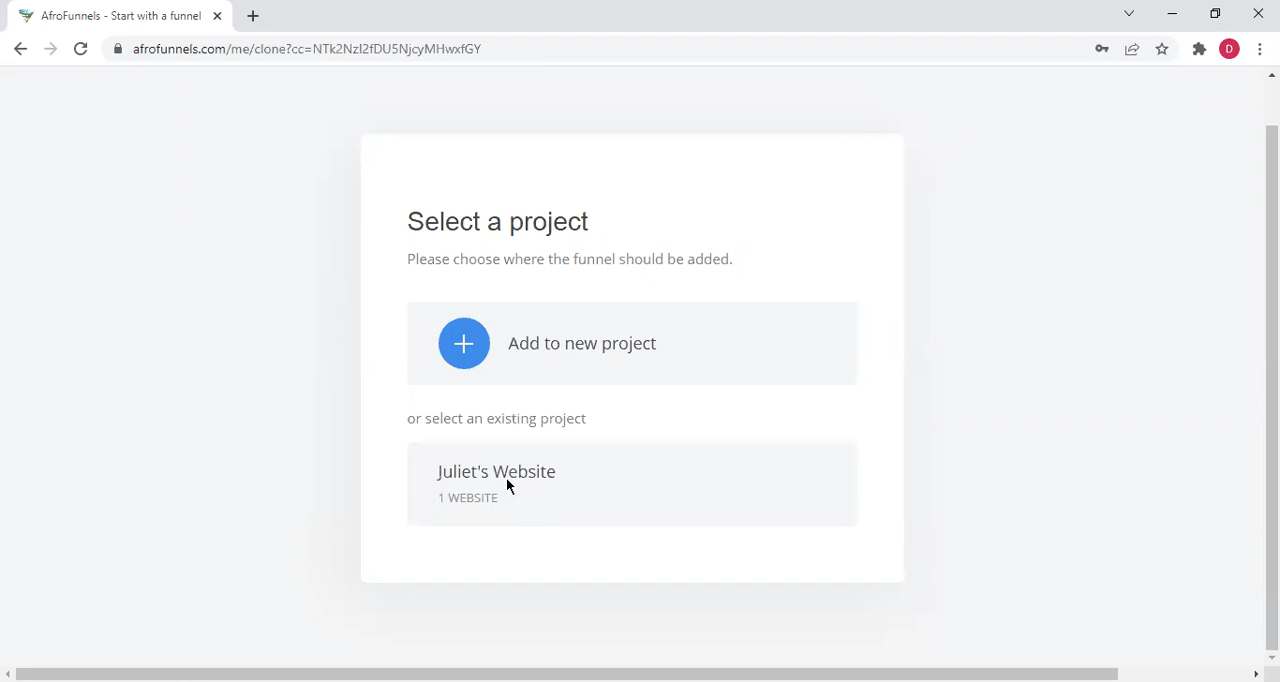 AfroFunnels - Start with a funnel
afrofunnels.com/me/clone?cc=NTk2NzI2fDU5NjcyMHwxfGY
D
Select a project
Please choose where the funnel should be added.
Add to new project
or select an existing project
Juliet's Website
1 WEBSITE